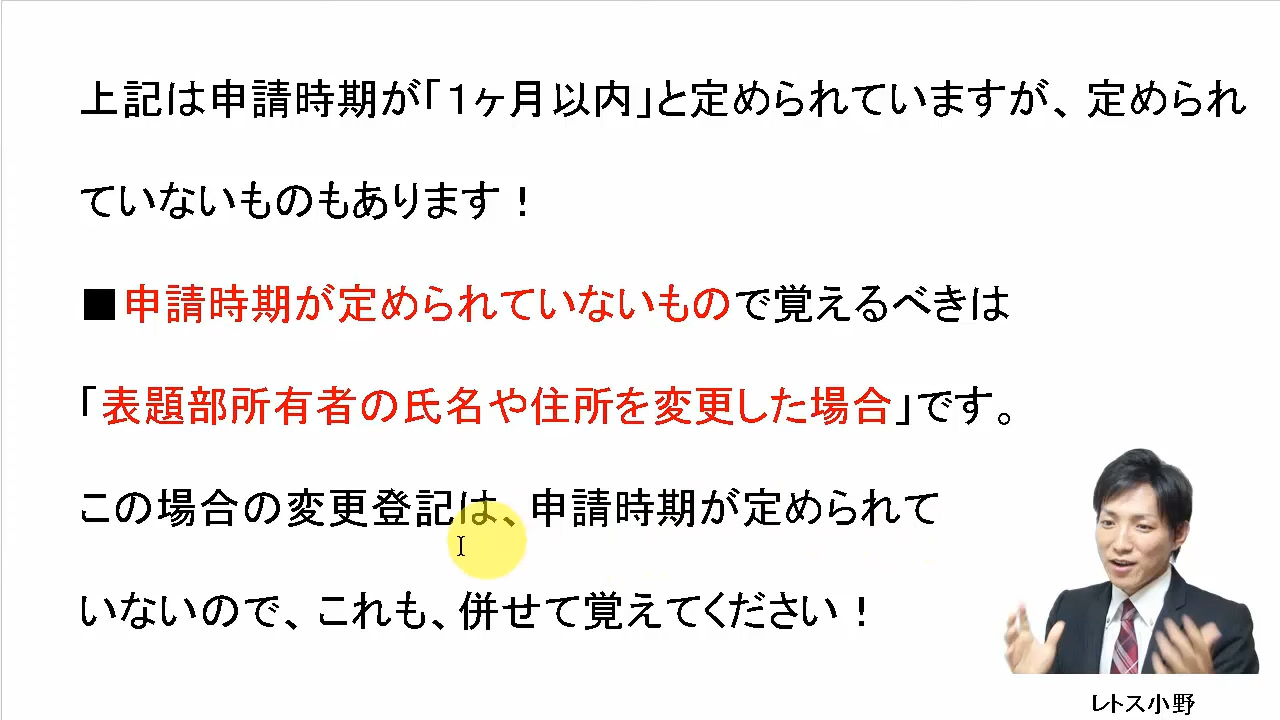 上記は申請時期が「１ヶ月以内」と定められていますが、定められ
ていないものもあります！
■申請時期が定められていないもので覚えるべきは
「表題部所有者の氏名や住所を変更した場合」です。
この場合の変更登記は、申請時期が定められて
いないので、これも、併せて覚えてください！
レトス小野